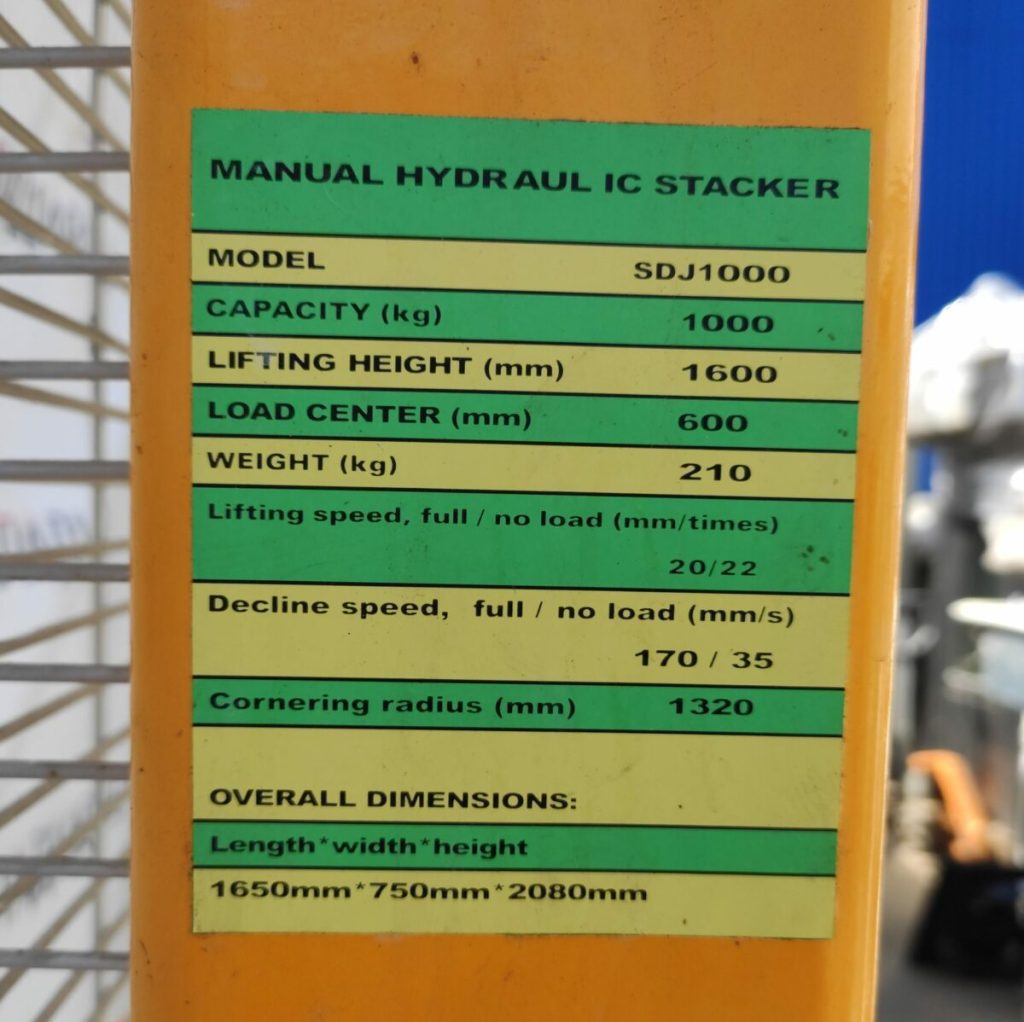 MANUAL HYDRAUL IC STACKER
MODEL SDJ1000
CAPACITY (kg) 1000
LIFTING HEIGHT (mm) 1600
LOAD CENTER (mm) 600
WEIGHT (kg) 210
Lifting speed, full / no load (mm/times)
20/22
Decline speed, full / no load (mm/s)
170 / 35
Cornering radius (mm) 1320
OVERALL DIMENSIONS:
Length*width*height
1650mm*750mm*2080mm